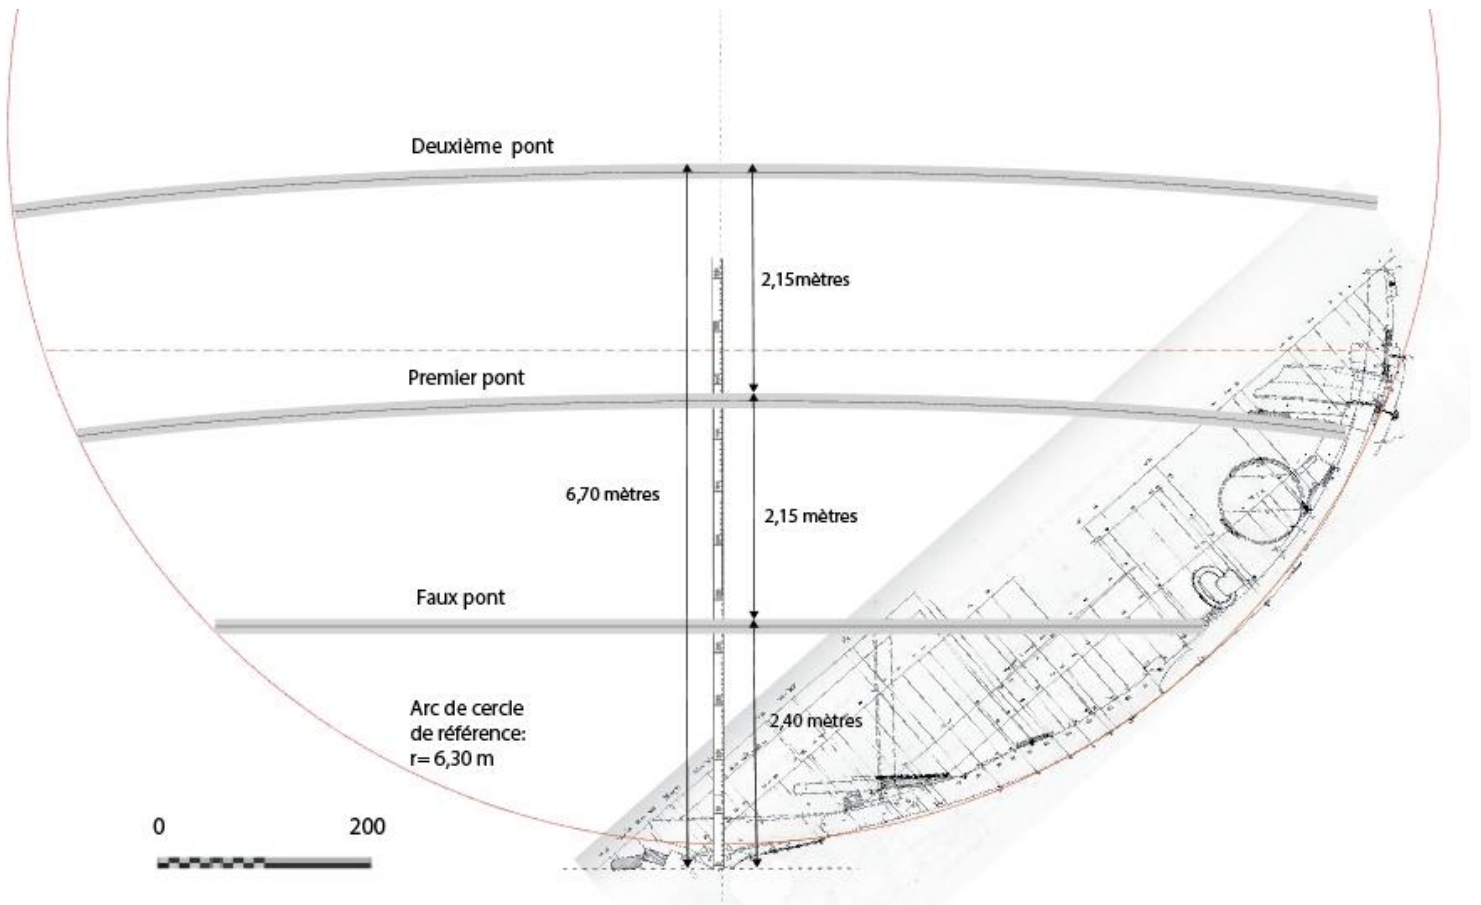 Deuxième pont
2,15mètres
Premier pont
6,70 mètres
2,15 mètres
Faux pont
Arc de cercle
de référence:
r= 6,30 m
2,40 mètres
0 200